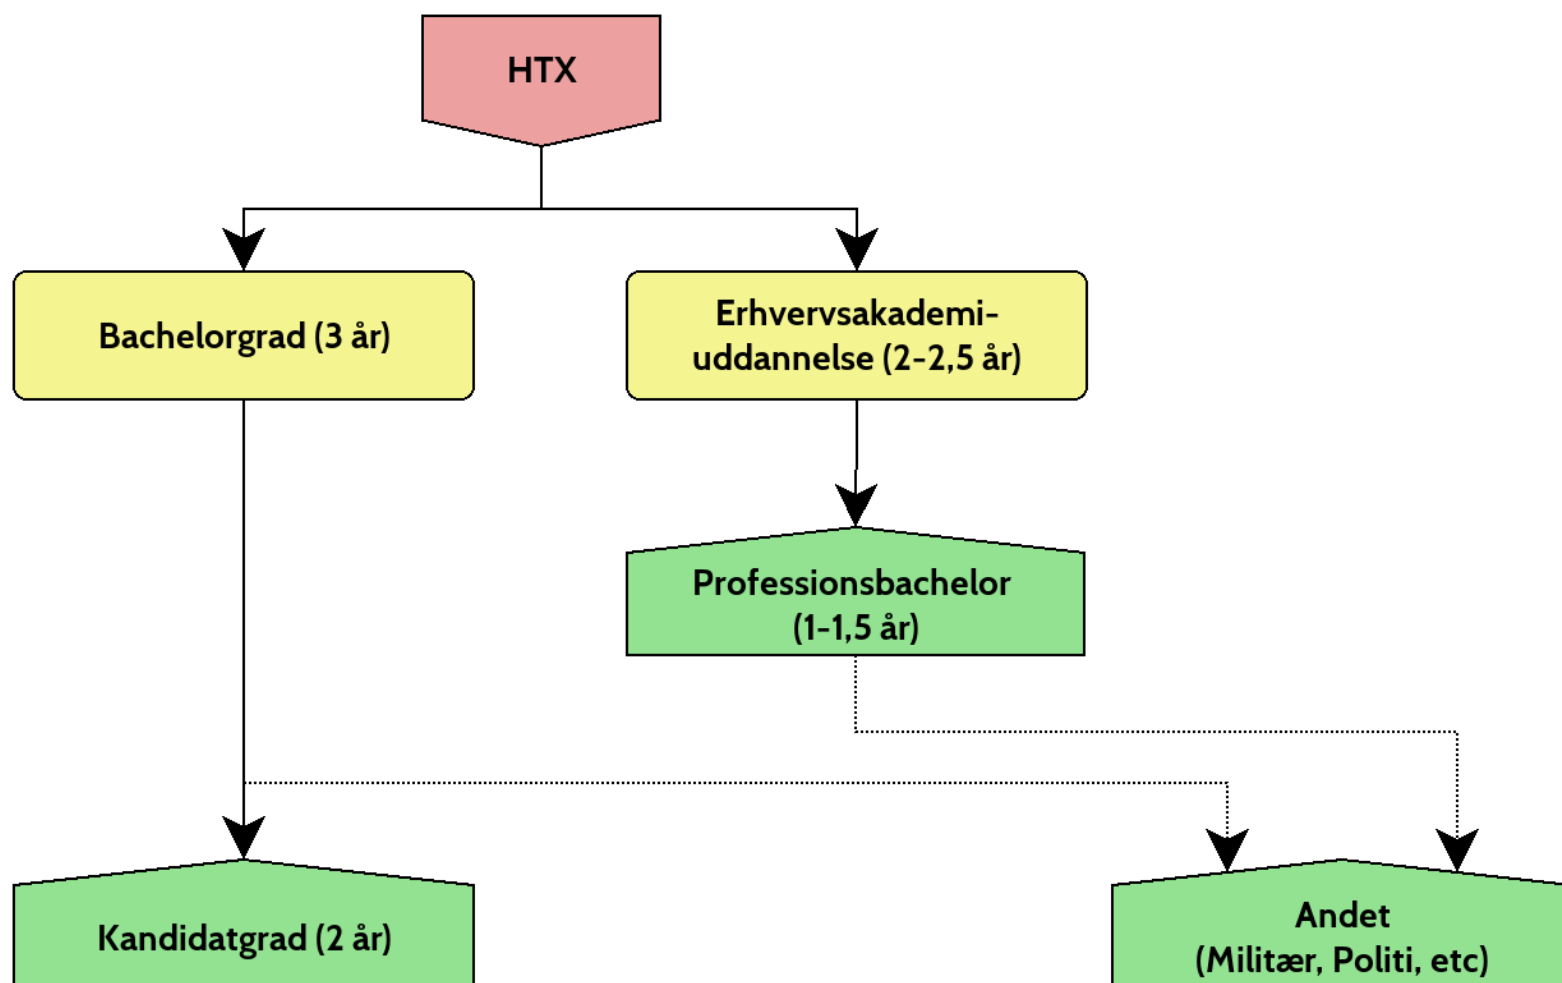 HTX
Bachelorgrad (3 år)
Erhvervsakademi-
uddannelse (2-2,5 år)
Professionsbachelor
(1-1,5 år)
Kandidatgrad (2 år)
Andet
(Militær, Politi, etc)